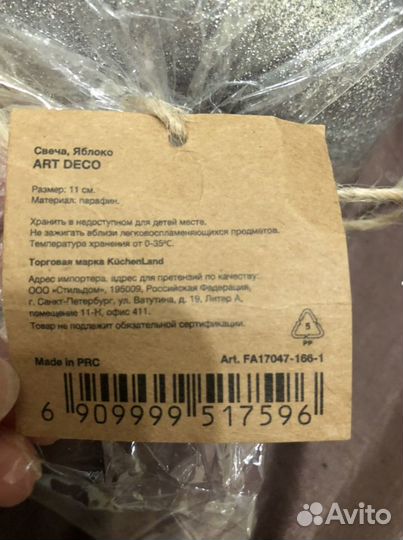 Свеча, Яблоко
ART DECO
Размер: 11 см.
Материал: парафин.
Хранить в недоступном для детей месте.
Не зажигать вблизи легковоспламеняющихся предметов.
Температура хранения от 0-35ºC.
Торговая марка KüchenLand
Адрес импортера, адрес для претензий по качеству:
ООО «Стильдом», 195009, Российская Федерация,
г. Санкт-Петербург, ул. Ватутина, д. 19, Литер А,
помещение 11-Н, офис 411.
Товар не подлежит обязательной сертификации.
5
PP
Made in PRC Art. FA17047-166-1
6 909999 517596
Avito